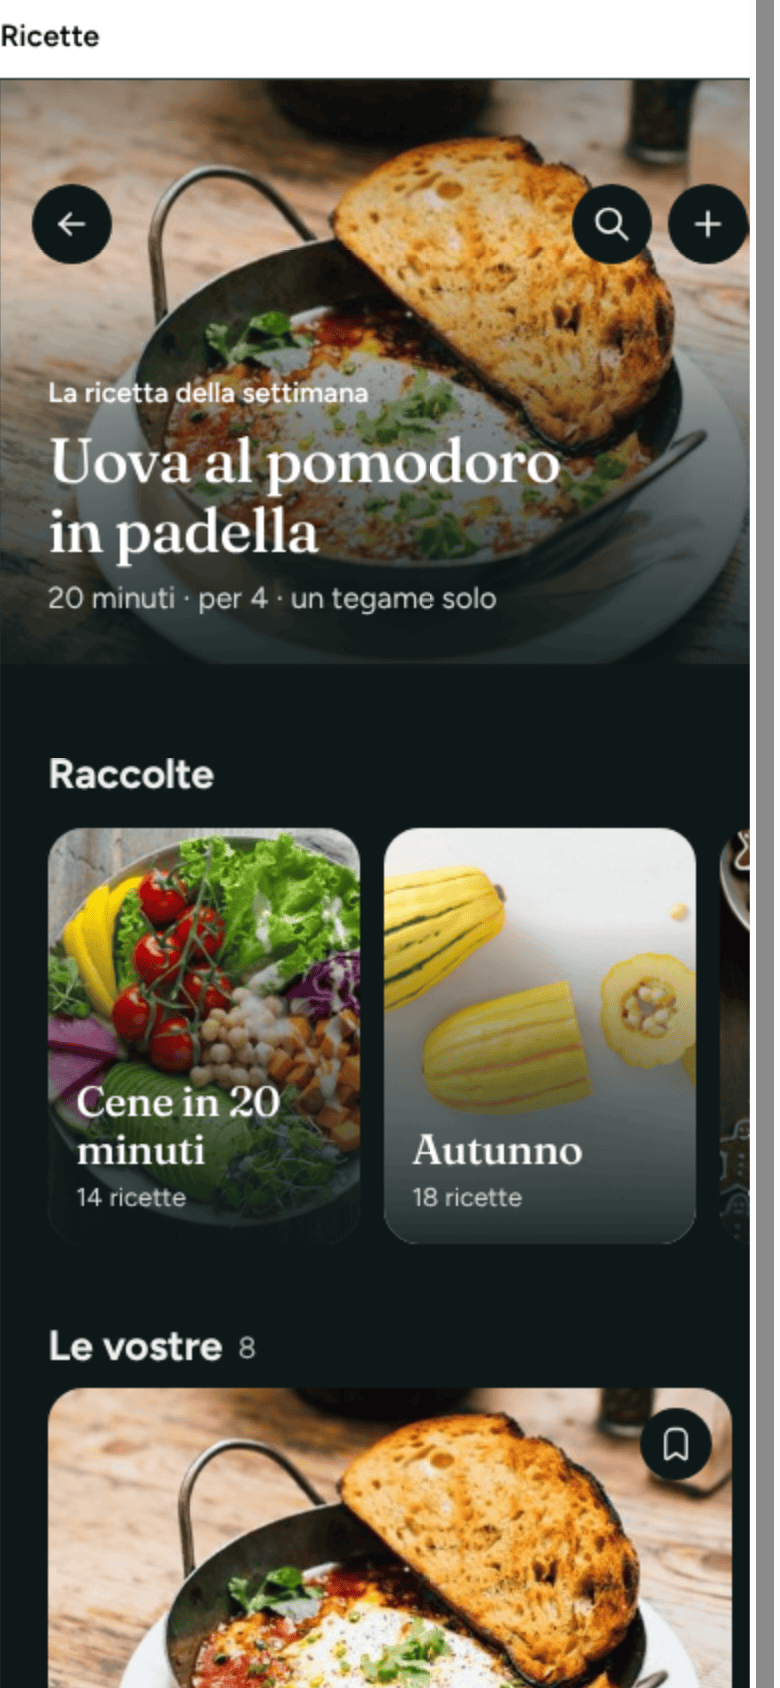 Ricette
La ricetta della settimana
Uova al pomodoro
in padella
20 minuti · per 4 · un tegame solo
Raccolte
Cene in 20
minuti
14 ricette
Autunno
18 ricette
Le vostre 8